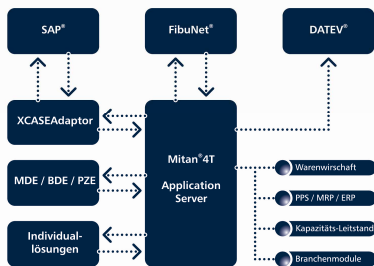 SAP®
FibuNet®
DATEV®
XCASEAdaptor
MDE / BDE / PZE
Individual-
lösungen
Mitan®4T
Application
Server
Warenwirschaft
PPS / MRP / ERP
Kapazitäts-Leitstand
Branchenmodule